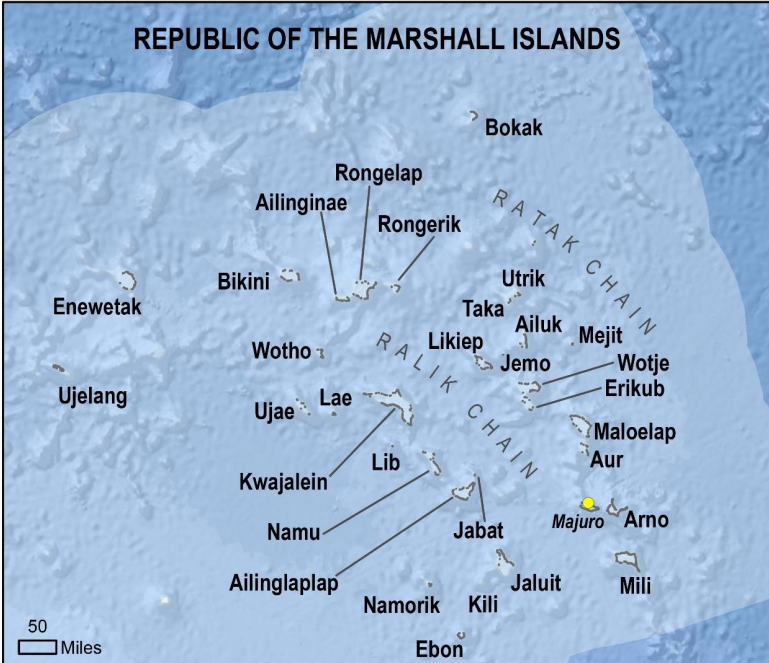 REPUBLIC OF THE MARSHALL ISLANDS
Bokak
Rongelap
Ailinginae
Rongerik
RATAK CHAIN
Bikini
Enewetak
Utrik
Taka
Ailuk
Mejit
Likiep
Jemo
Wotje
Erikub
Wotho
RALIK CHAIN
Ujelang
Ujae
Lae
Maloelap
Aur
Kwajalein
Lib
Namu
Jabat
Majuro
Arno
Ailinglaplap
Jaluit
Mili
Namorik
Kili
Ebon
50
Miles